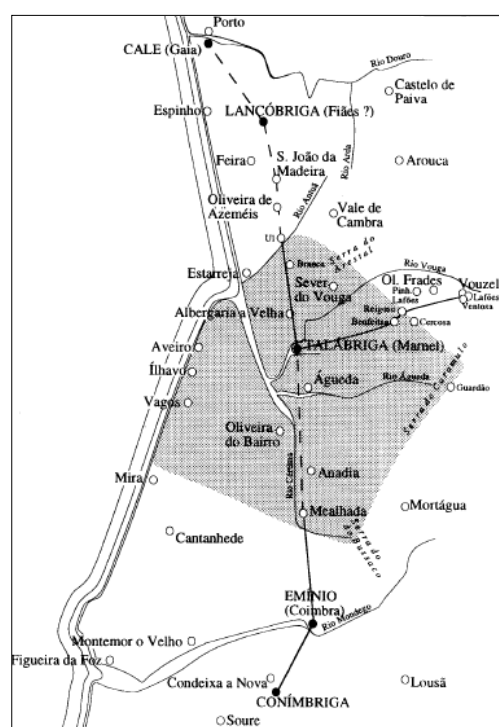 Porto
CALE (Gaia)
Rio Douro
Castelo de
Paiva
Espinho
LANCÓBRIGA (Fiães ?)
Rio Arda
Feira
S. João da
Madeira
Arouca
Oliveira de
Azeméis
Rio Antuã
Vale de
Cambra
Ul
Serra do
Arestal
Branca
Estarreja
Sever
do Vouga
Rio Vouga
Ol. Frades
Pinh.
Lafões
Vouzela
Lafões
Ventosa
Albergaria a Velha
Reigoso
Benfeitas
Cercosa
Aveiro
TALÁBRIGA (Marnel)
Ílhavo
Águeda
Rio Águeda
Guardão
Serra do Caramulo
Vagos
Oliveira
do Bairro
Rio Cértima
Anadia
Mira
Mealhada
Mortágua
Cantanhede
Serra do
Bussaco
EMÍNIO
(Coimbra)
Rio Mondego
Montemor o Velho
Figueira da Foz
Condeixa a Nova
Lousã
CONÍMBRIGA
Soure